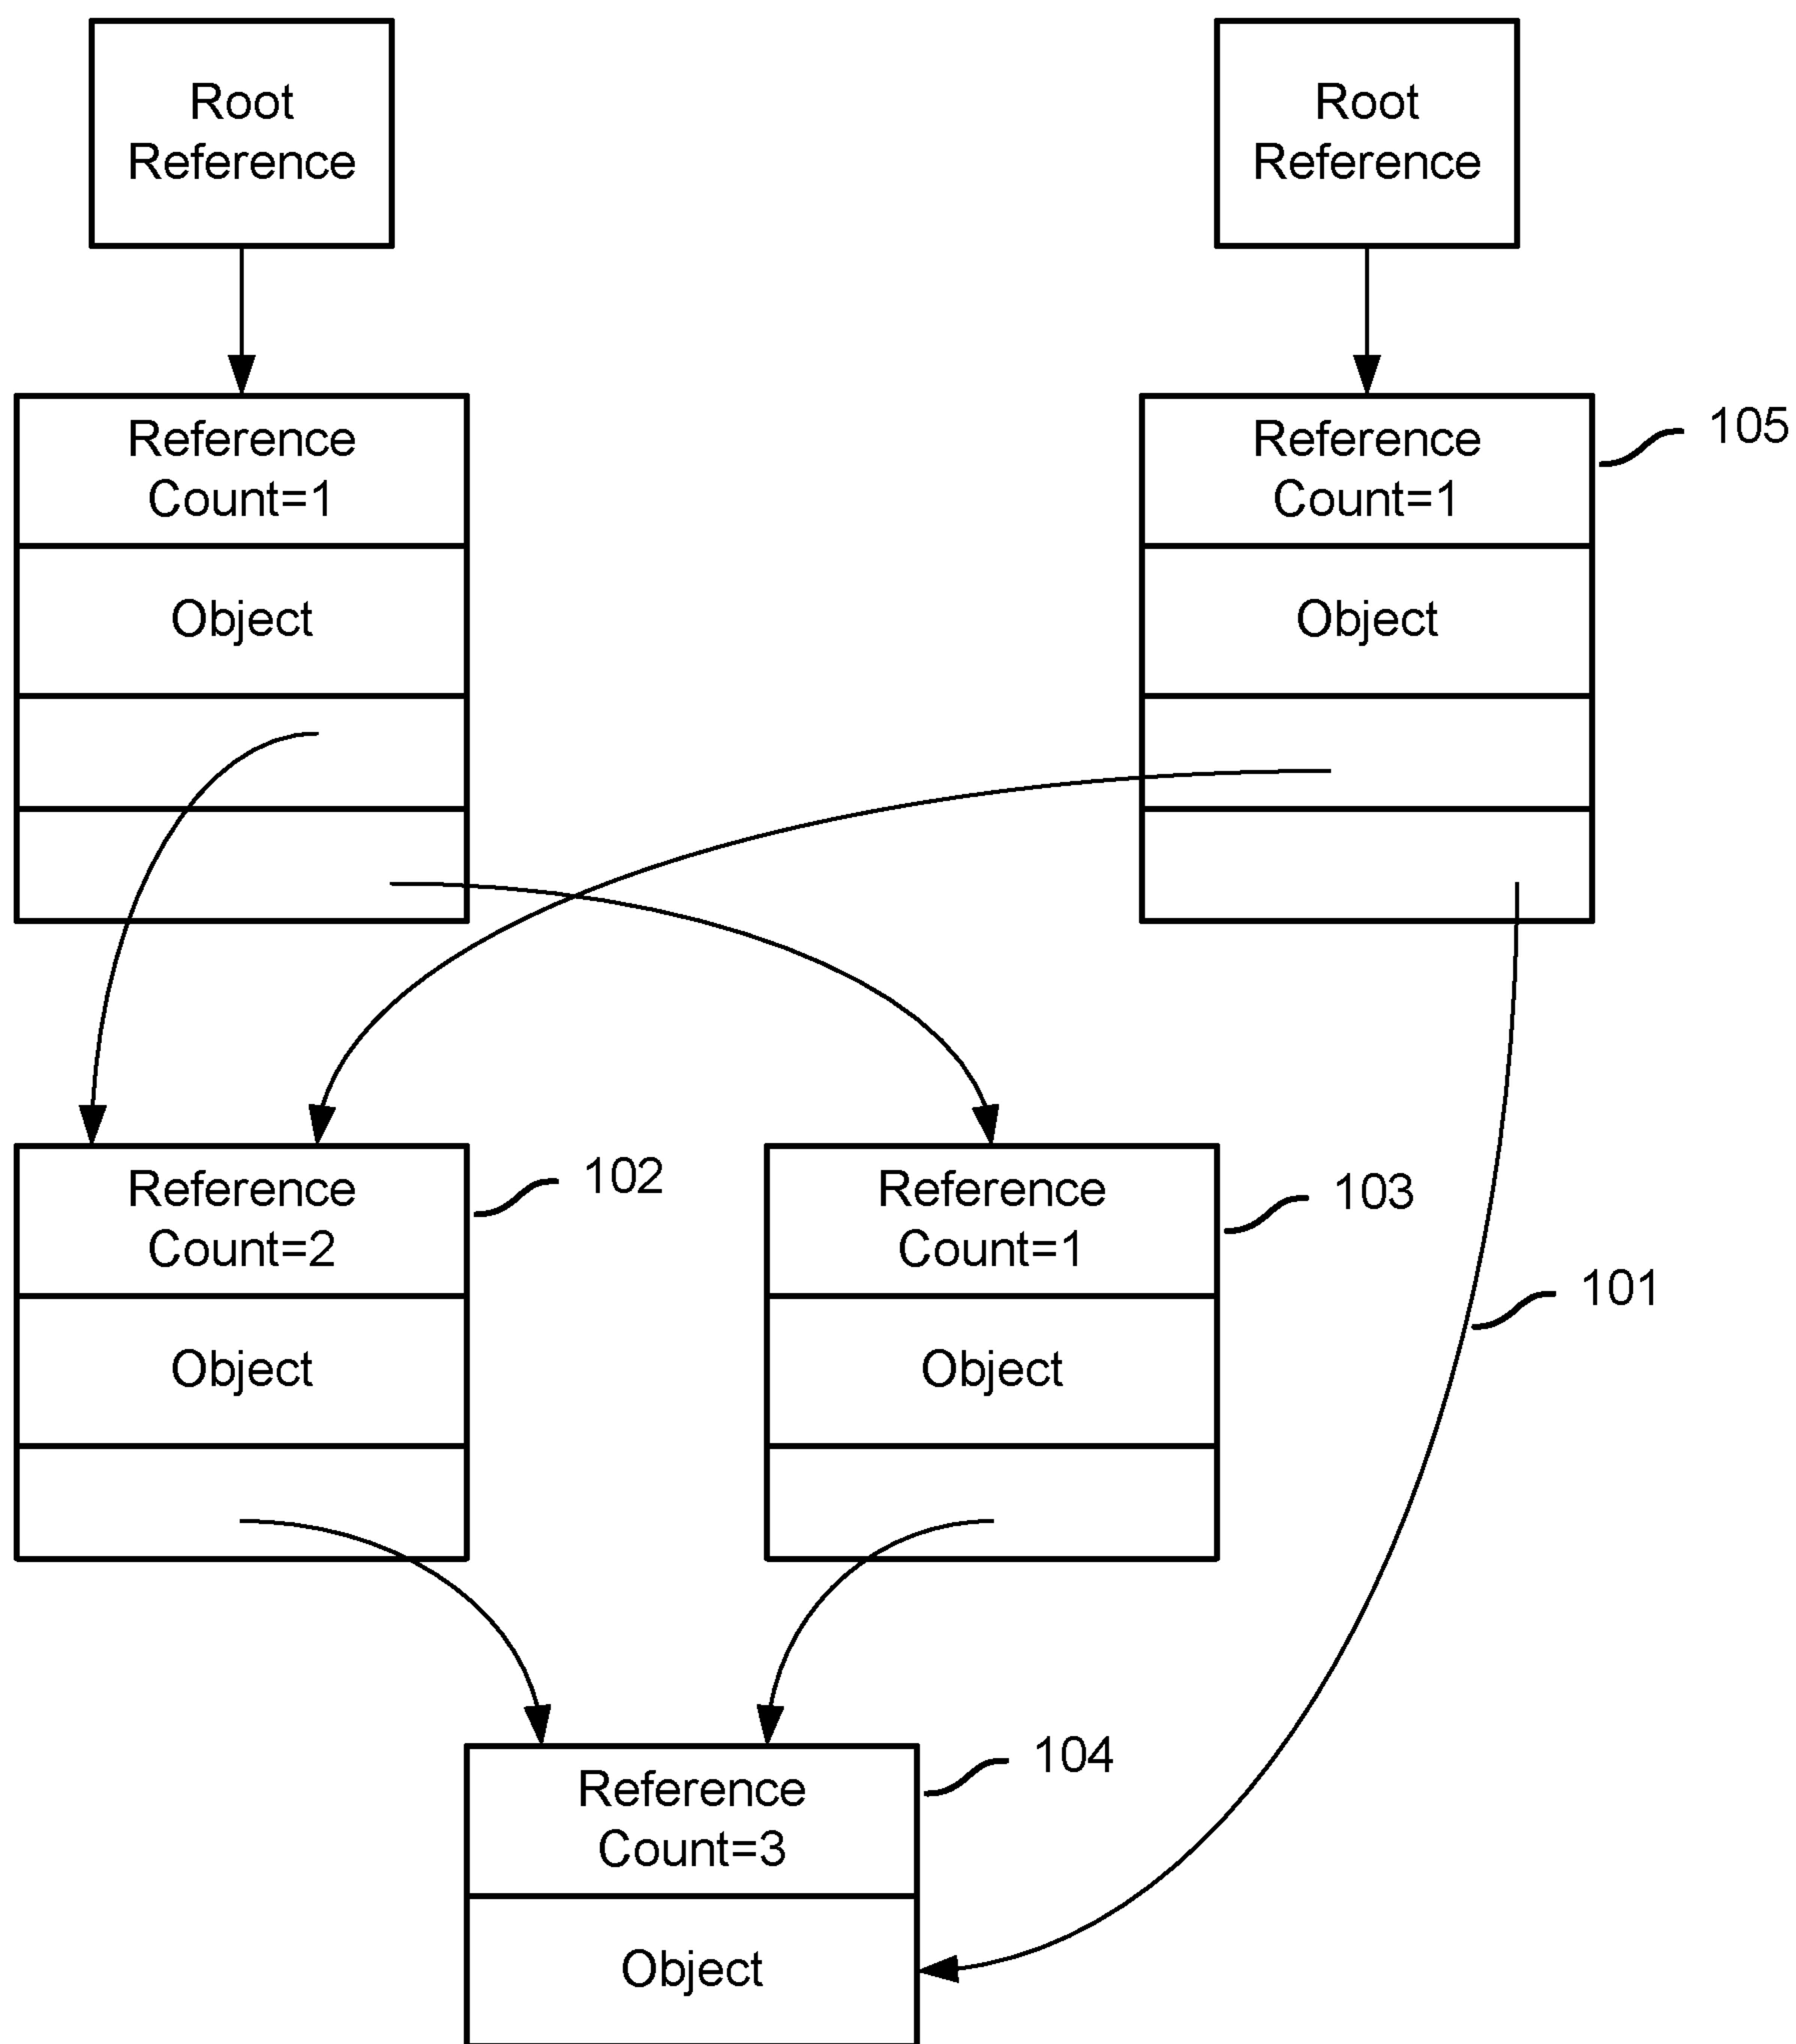 Root
Reference
Root
Reference
Reference
Count=1
Object
Reference
Count=1
Object
105
Reference
Count=2
Object
102
Reference
Count=1
Object
103
101
Reference
Count=3
Object
104